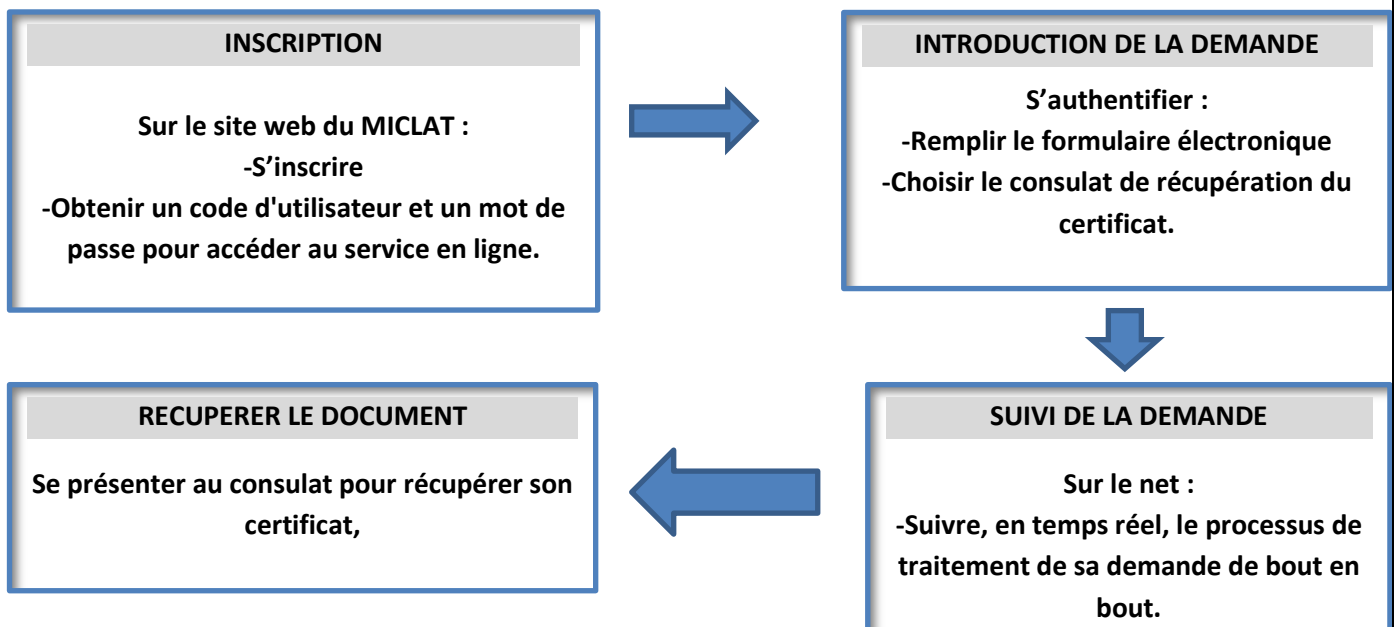 INSCRIPTION
Sur le site web du MICLAT :
-S’inscrire
-Obtenir un code d'utilisateur et un mot de
passe pour accéder au service en ligne.
INTRODUCTION DE LA DEMANDE
S’authentifier :
-Remplir le formulaire électronique
-Choisir le consulat de récupération du
certificat.
SUIVI DE LA DEMANDE
Sur le net :
-Suivre, en temps réel, le processus de
traitement de sa demande de bout en
bout.
RECUPERER LE DOCUMENT
Se présenter au consulat pour récupérer son
certificat,